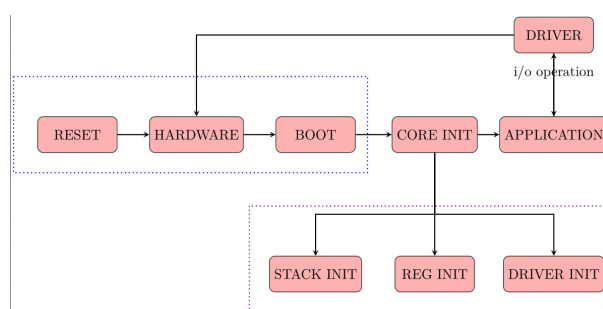 DRIVER
i/o operation
RESET
HARDWARE
BOOT
CORE INIT
APPLICATION
STACK INIT
REG INIT
DRIVER INIT